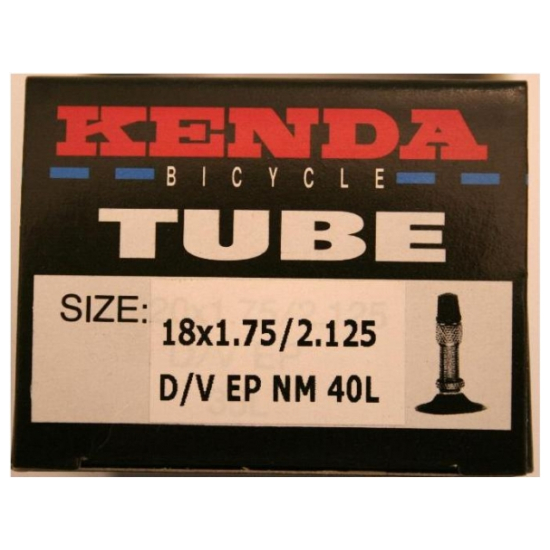 KENDA
BICYCLE
TUBE
SIZE:
18x1.75/2.125
D/V EP NM 40L